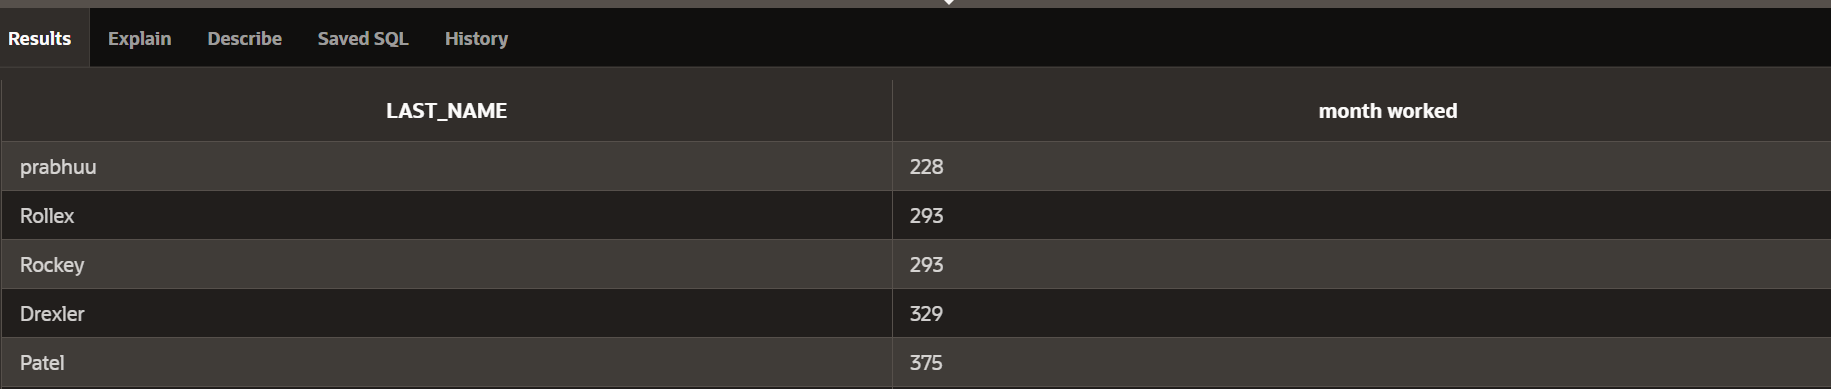 Results Explain Describe Saved SQL History
LAST_NAME month worked
prabhuu 228
Rollex 293
Rockey 293
Drexler 329
Patel 375